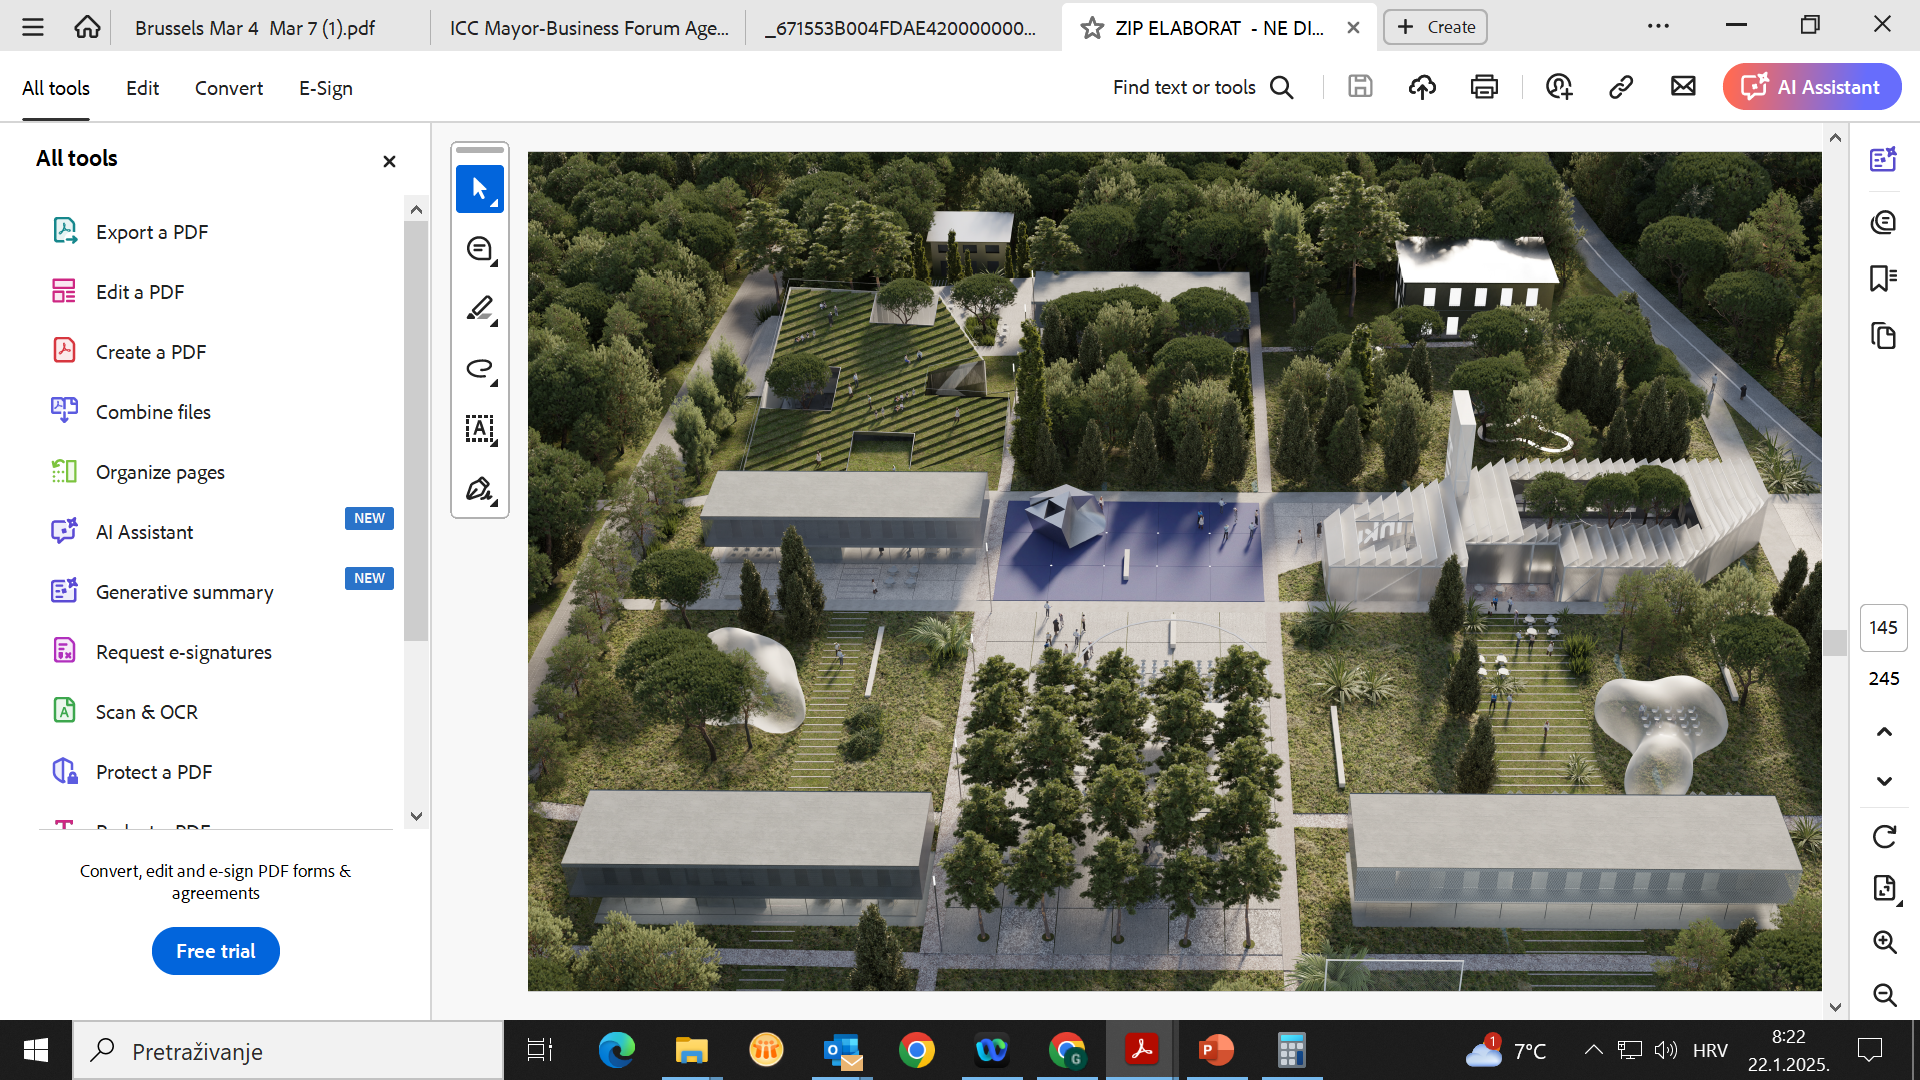 Brussels Mar 4  Mar 7 (1).pdf
ICC Mayor-Business Forum Age...
_671553B004FDAE420000000...
ZIP ELABORAT  - NE DI...
Create
All tools
Edit
Convert
E-Sign
Find text or tools
AI Assistant
All tools
Export a PDF
Edit a PDF
Create a PDF
Combine files
Organize pages
AI Assistant
NEW
Generative summary
NEW
Request e-signatures
Scan & OCR
Protect a PDF
Convert, edit and e-sign PDF forms &
agreements
Free trial
145
245
Pretraživanje
1
7°C
HRV
8:22
22.1.2025.